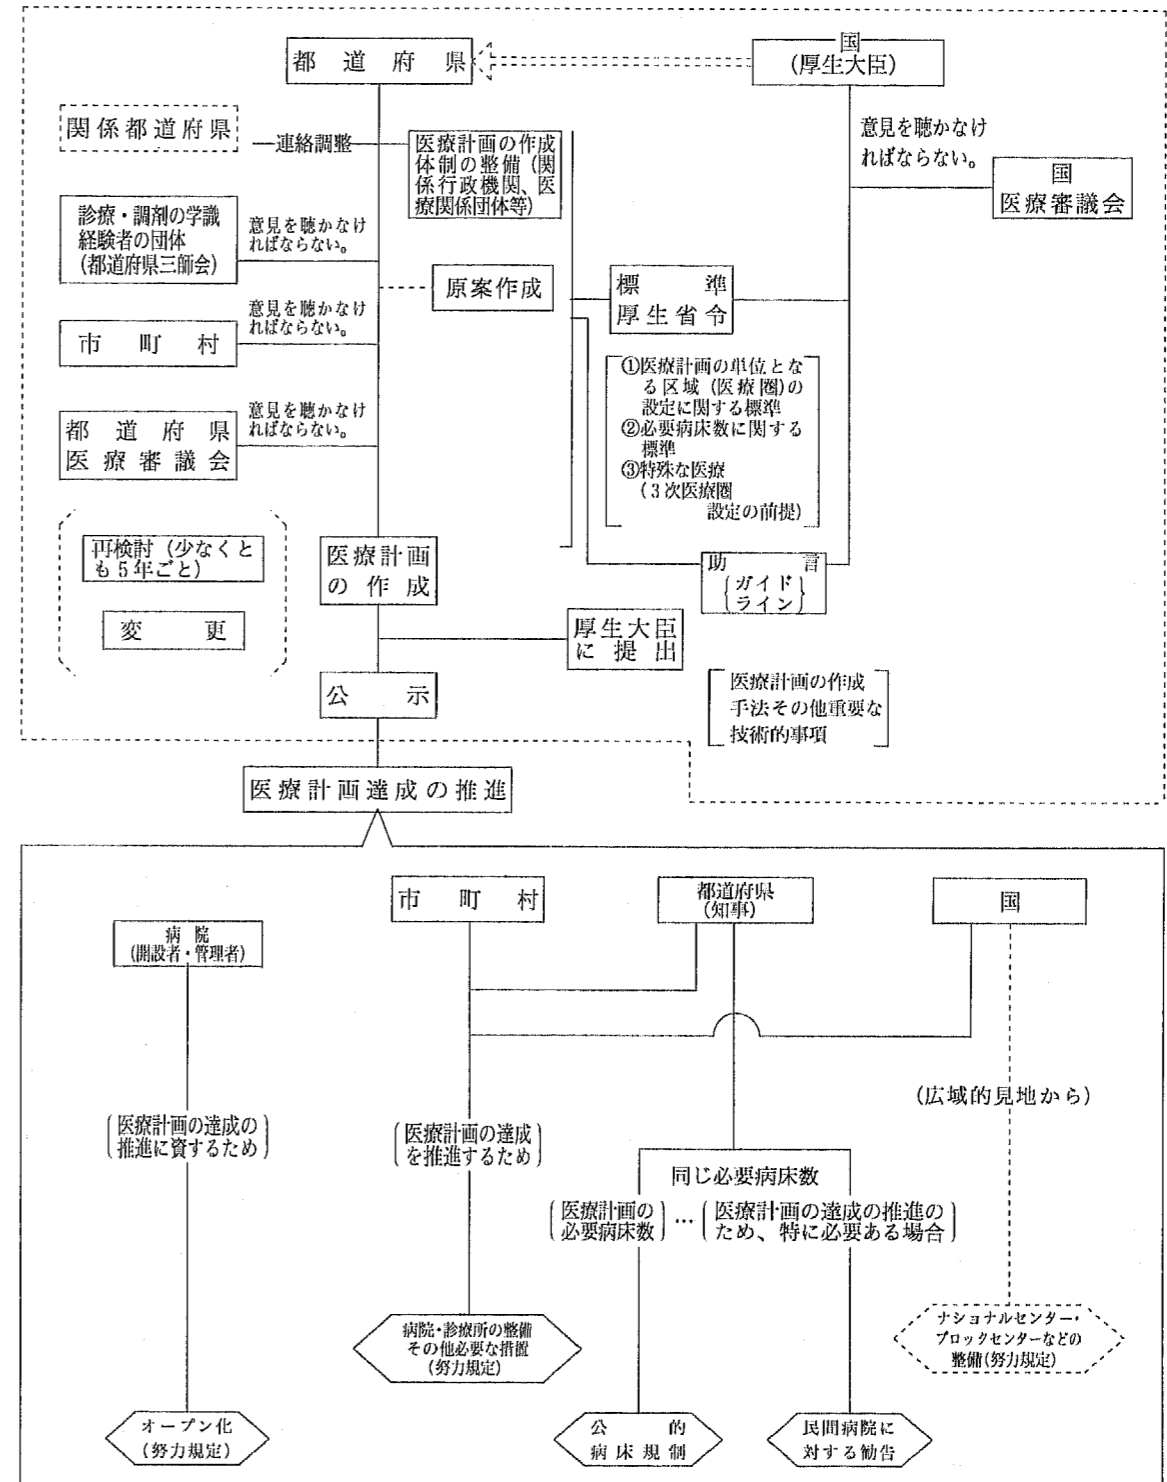 都道府県
国
(厚生大臣)
関係都道府県
連絡調整
医療計画の作成
体制の整備(関
係行政機関、医
療関係団体等)
意見を聴かなけ
ればならない。
国
医療審議会
診療・調剤の学識
経験者の団体
(都道府県三師会)
意見を聴かなけ
ればならない。
原案作成
標準
厚生省令
市町村
意見を聴かなけ
ればならない。
①医療計画の単位とな
る区域(医療圏)の
設定に関する標準
②必要病床数に関する
標準
③特殊な医療
(3次医療圏
設定の前提)
都道府県
医療審議会
意見を聴かなけ
ればならない。
再検討(少なくと
も5年ごと)
変更
医療計画
の作成
助言
ガイド
ライン
厚生大臣
に提出
公示
医療計画の作成
手法その他重要な
技術的事項
医療計画達成の推進
市町村
都道府県
(知事)
国
病院
(開設者・管理者)
(広域的見地から)
医療計画の達成の
推進に資するため
医療計画の達成
を推進するため
同じ必要病床数
医療計画の
必要病床数
…
医療計画の達成の推進の
ため、特に必要ある場合
病院・診療所の整備
その他必要な措置
(努力規定)
ナショナルセンター・
ブロックセンターなどの
整備(努力規定)
オープン化
(努力規定)
公的
病床規制
民間病院に
対する勧告